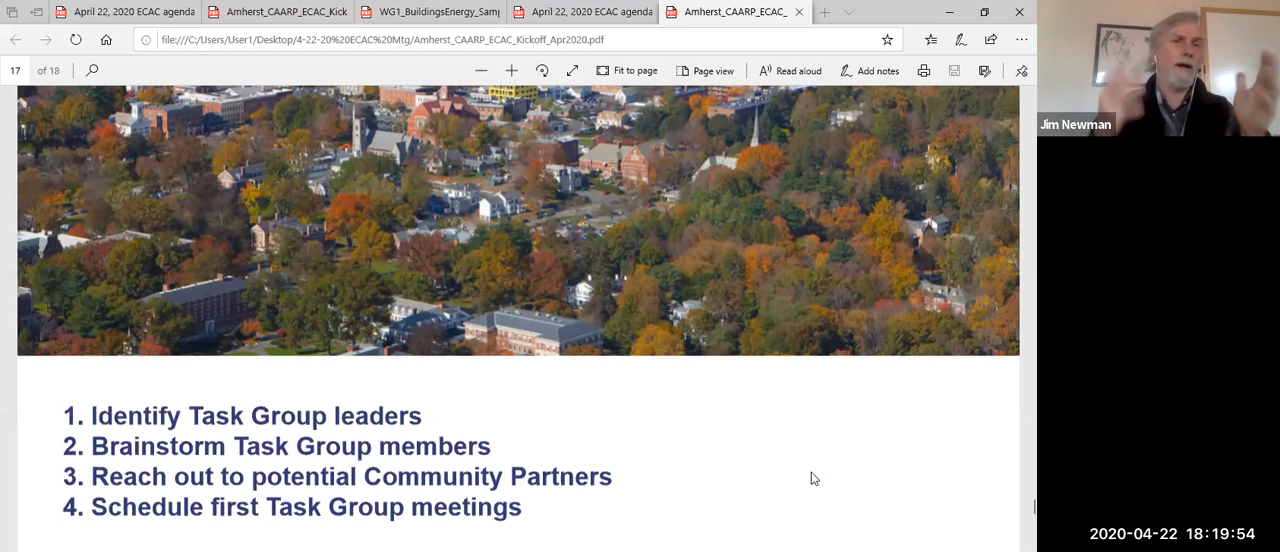 April 22, 2020 ECAC agenda
Amherst_CAARP_ECAC_Kick
WG1_BuildingsEnergy_Samp
April 22, 2020 ECAC agenda
Amherst_CAARP_ECAC_
file:///C:/Users/User1/Desktop/4-22-20%20ECAC%20Mtg/Amherst_CAARP_ECAC_Kickoff_Apr2020.pdf
17 of 18
Fit to page
Page view
Read aloud
Add notes
Jim Newman
1. Identify Task Group leaders
2. Brainstorm Task Group members
3. Reach out to potential Community Partners
4. Schedule first Task Group meetings
2020-04-22 18:19:54